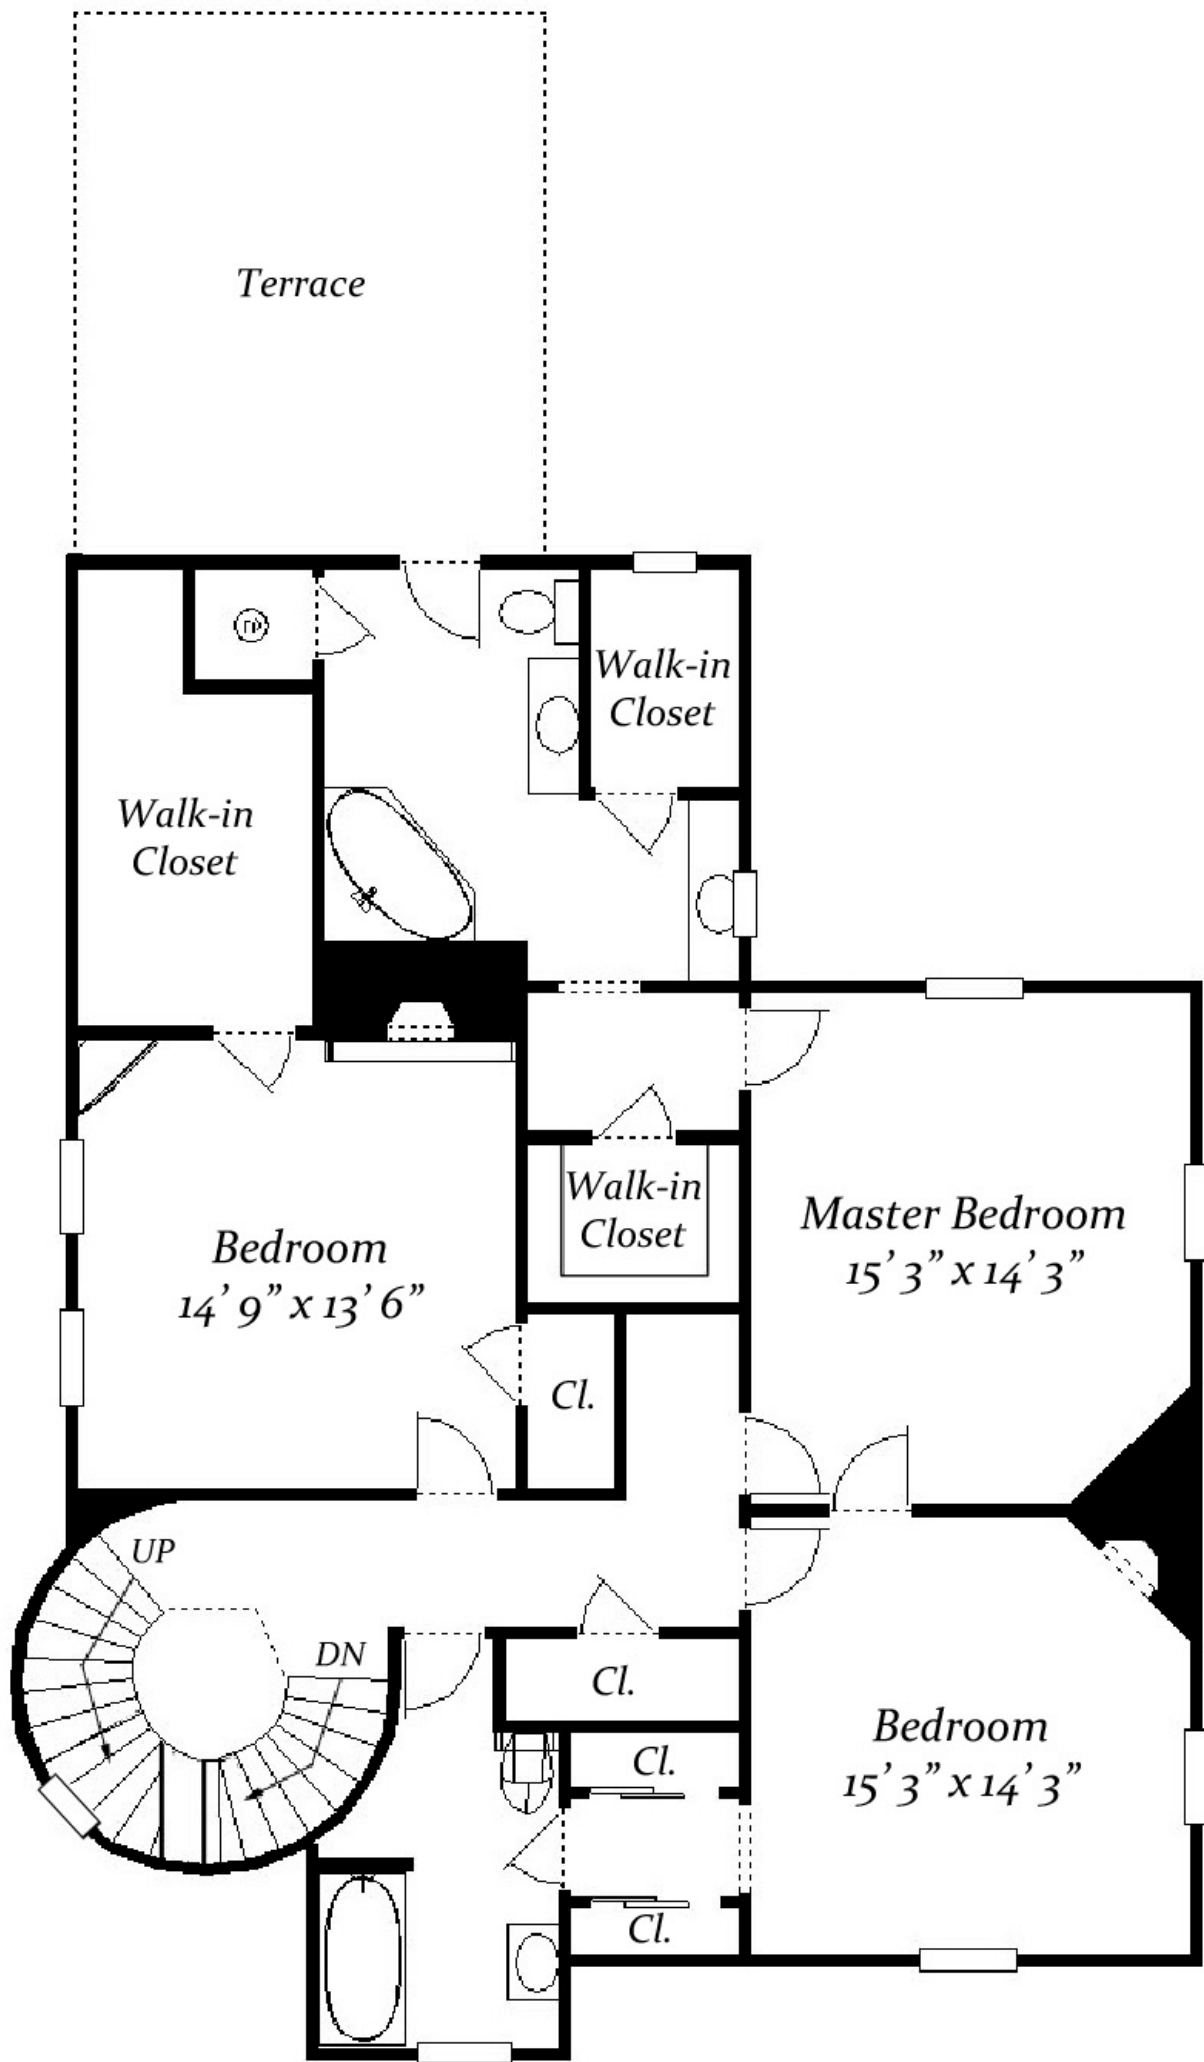 Terrace
Walk-in
Closet
Walk-in
Closet
Walk-in
Closet
Master Bedroom
15' 3" x 14' 3"
Bedroom
14' 9" x 13' 6"
Cl.
UP
DN
Cl.
Bedroom
15' 3" x 14' 3"
Cl.
Cl.